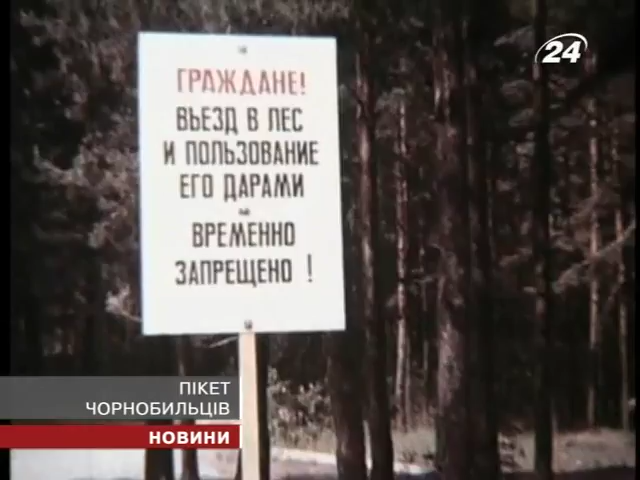 24
ГРАЖДАНЕ!
ВЪЕЗД В ЛЕС
И ПОЛЬЗОВАНИЕ
ЕГО ДАРАМИ
-
ВРЕМЕННО
ЗАПРЕЩЕНО !
ПІКЕТ
ЧОРНОБИЛЬЦІВ
НОВИНИ